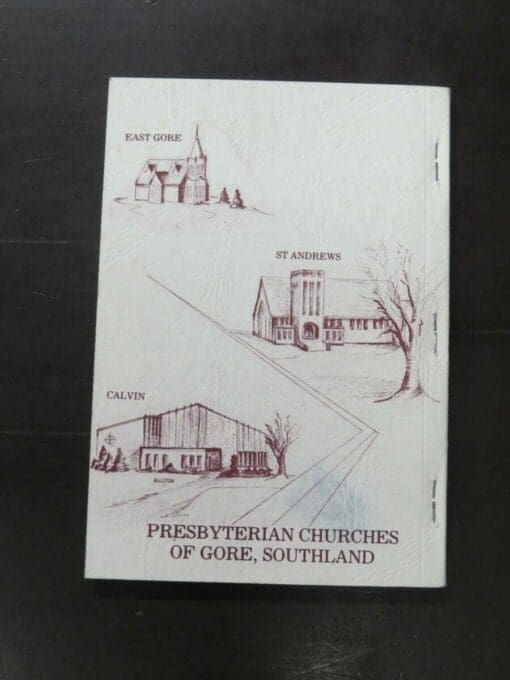 EAST GORE
ST ANDREWS
CALVIN
PRESBYTERIAN CHURCHES
OF GORE, SOUTHLAND